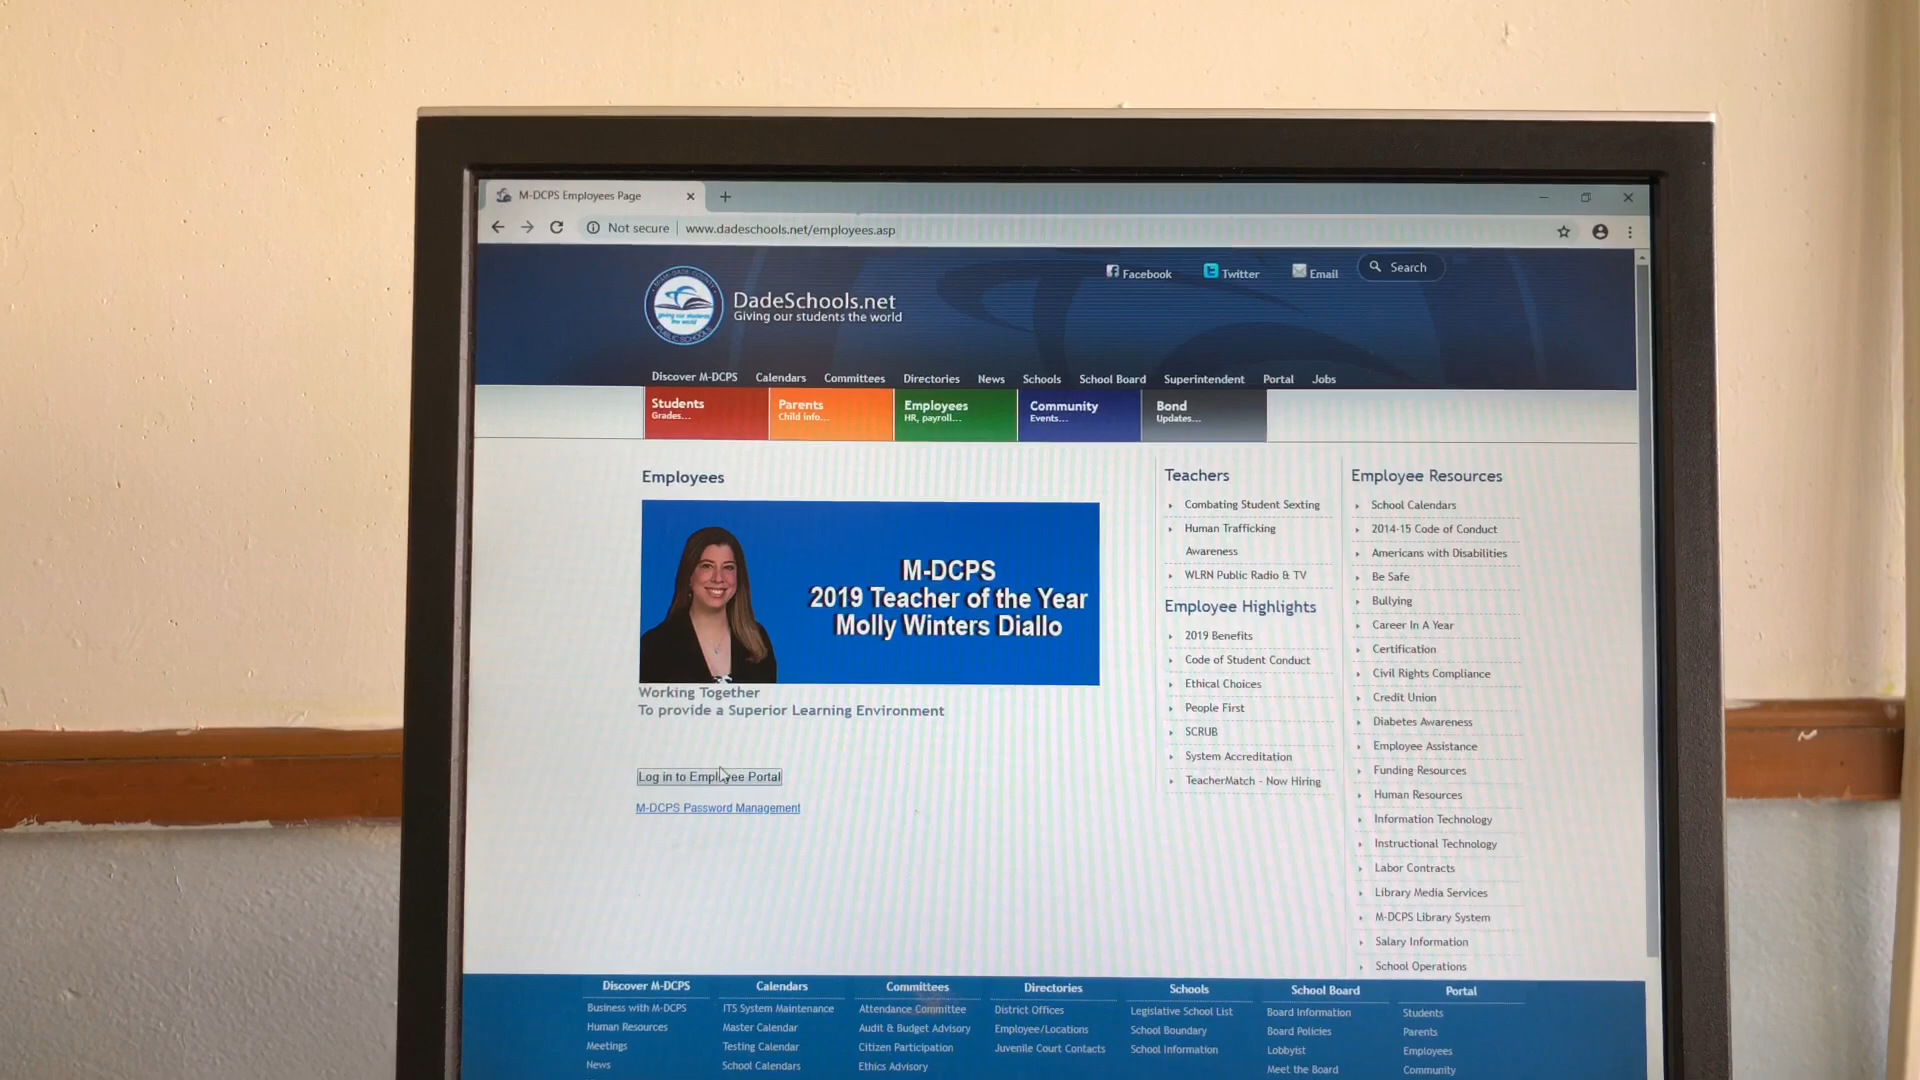 M-DCPS Employees Page
Not secure
www.dadeschools.net/employees.asp
Facebook
Twitter
Email
Search
giving our students
the world
PUBLIC SCHOOLS
DadeSchools.net
Giving our students the world
Discover M-DCPS
Calendars
Committees
Directories
News
Schools
School Board
Superintendent
Portal
Jobs
Students
Grades...
Parents
Child info...
Employees
HR, payroll...
Community
Events...
Bond
Updates...
Employees
M-DCPS
2019 Teacher of the Year
Molly Winters Diallo
Working Together
To provide a Superior Learning Environment
Log in to Employee Portal
M-DCPS Password Management
Teachers
Combating Student Sexting
Human Trafficking
Awareness
WLRN Public Radio & TV
Employee Highlights
2019 Benefits
Code of Student Conduct
Ethical Choices
People First
SCRUB
System Accreditation
TeacherMatch - Now Hiring
Employee Resources
School Calendars
2014-15 Code of Conduct
Americans with Disabilities
Be Safe
Bullying
Career In A Year
Certification
Civil Rights Compliance
Credit Union
Diabetes Awareness
Employee Assistance
Funding Resources
Human Resources
Information Technology
Instructional Technology
Labor Contracts
Library Media Services
M-DCPS Library System
Salary Information
School Operations
Discover M-DCPS
Business with M-DCPS
Human Resources
Meetings
News
Calendars
ITS System Maintenance
Master Calendar
Testing Calendar
School Calendars
Committees
Attendance Committee
Audit & Budget Advisory
Citizen Participation
Ethics Advisory
Directories
District Offices
Employee/Locations
Juvenile Court Contacts
Schools
Legislative School List
School Boundary
School Information
School Board
Board Information
Board Policies
Lobbyist
Meet the Board
Portal
Students
Parents
Employees
Community